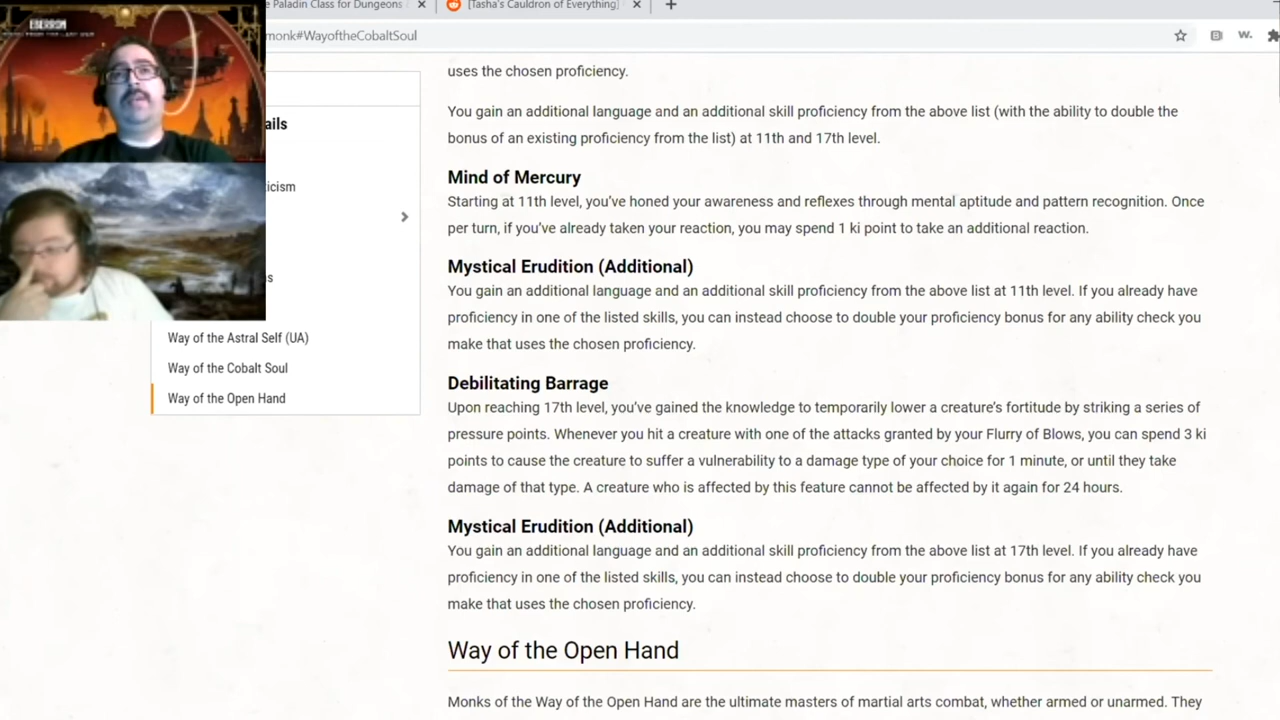 e Paladin Class for Dungeons
[Tasha's Cauldron of Everything]
monk#WayoftheCobaltSoul
W.
EBERRON
ails
icism
s
Way of the Astral Self (UA)
Way of the Cobalt Soul
Way of the Open Hand
uses the chosen proficiency.
You gain an additional language and an additional skill proficiency from the above list (with the ability to double the
bonus of an existing proficiency from the list) at 11th and 17th level.
Mind of Mercury
Starting at 11th level, you've honed your awareness and reflexes through mental aptitude and pattern recognition. Once
per turn, if you've already taken your reaction, you may spend 1 ki point to take an additional reaction.
Mystical Erudition (Additional)
You gain an additional language and an additional skill proficiency from the above list at 11th level. If you already have
proficiency in one of the listed skills, you can instead choose to double your proficiency bonus for any ability check you
make that uses the chosen proficiency.
Debilitating Barrage
Upon reaching 17th level, you've gained the knowledge to temporarily lower a creature's fortitude by striking a series of
pressure points. Whenever you hit a creature with one of the attacks granted by your Flurry of Blows, you can spend 3 ki
points to cause the creature to suffer a vulnerability to a damage type of your choice for 1 minute, or until they take
damage of that type. A creature who is affected by this feature cannot be affected by it again for 24 hours.
Mystical Erudition (Additional)
You gain an additional language and an additional skill proficiency from the above list at 17th level. If you already have
proficiency in one of the listed skills, you can instead choose to double your proficiency bonus for any ability check you
make that uses the chosen proficiency.
Way of the Open Hand
Monks of the Way of the Open Hand are the ultimate masters of martial arts combat, whether armed or unarmed. They